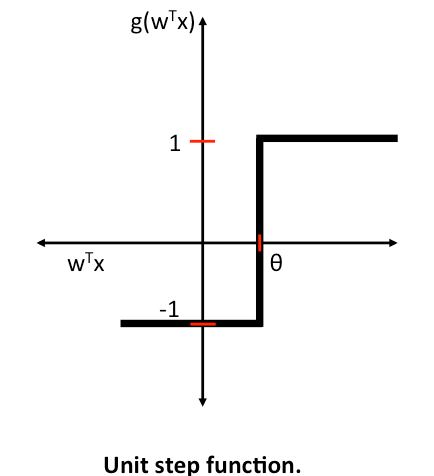 g(wᵀx)
1
wᵀx
θ
-1
Unit step function.